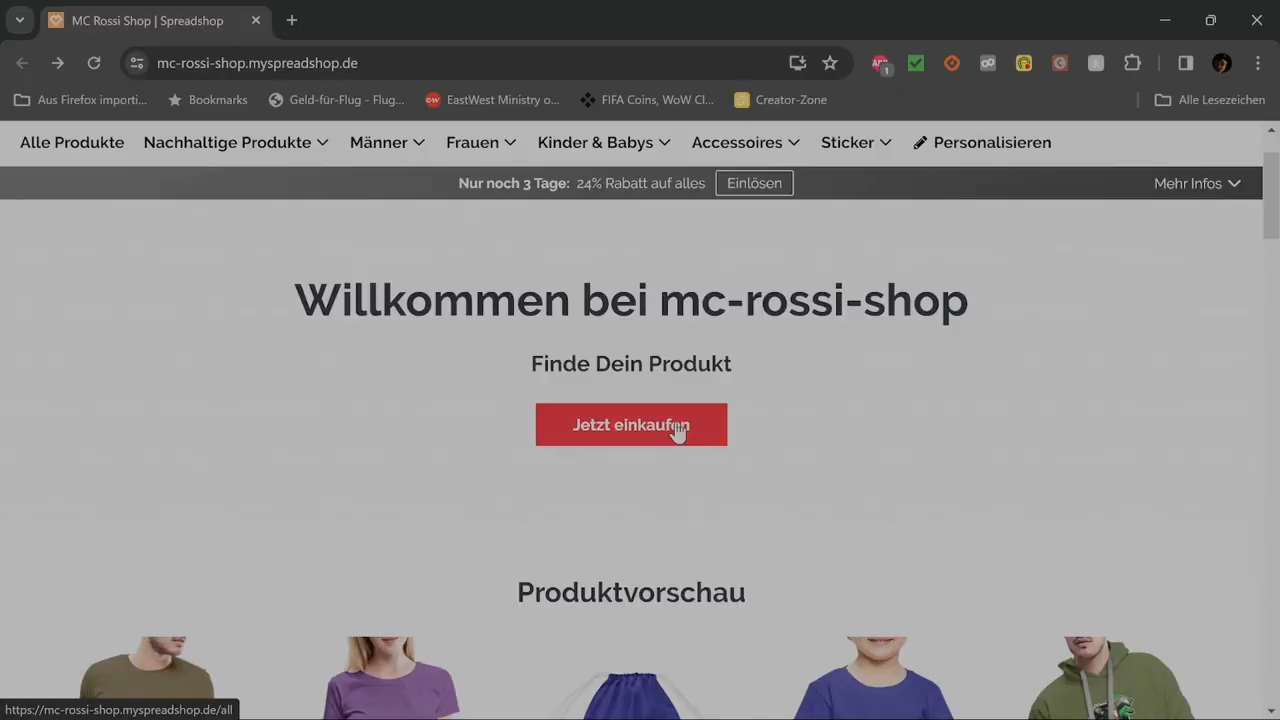 MC Rossi Shop | Spreadshop
mc-rossi-shop.myspreadshop.de
1
Aus Firefox importi...
Bookmarks
Geld-für-Flug - Flug...
EastWest Ministry o...
FIFA Coins, WoW Cl...
Creator-Zone
Alle Lesezeichen
Alle Produkte
Nachhaltige Produkte
Männer
Frauen
Kinder & Babys
Accessoires
Sticker
Personalisieren
Nur noch 3 Tage: 24% Rabatt auf alles
Einlösen
Mehr Infos
Willkommen bei mc-rossi-shop
Finde Dein Produkt
Jetzt einkaufen
Produktvorschau
https://mc-rossi-shop.myspreadshop.de/all